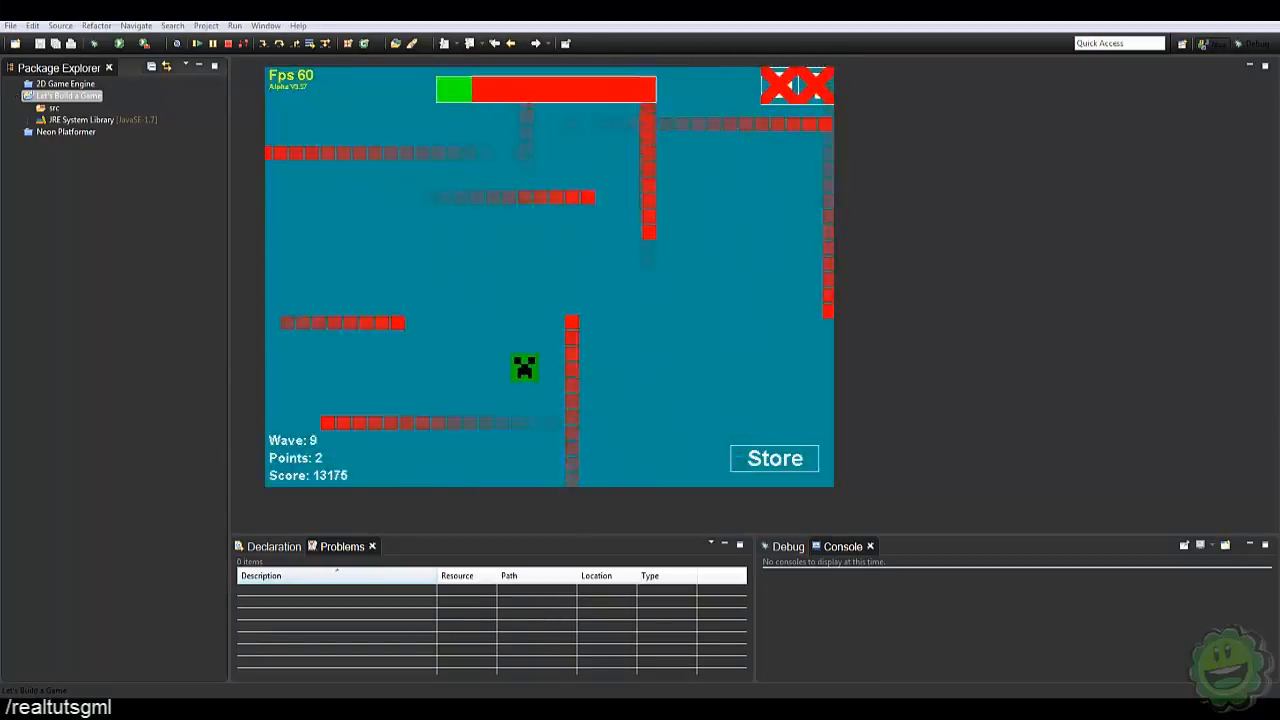 File Edit Source Refactor Navigate Search Project Run Window Help
Quick Access
Debug
Package Explorer
2D Game Engine
Let's Build a Game
src
JRE System Library [JavaSE-1.7]
Neon Platformer
Fps 60
Alpha V3.57
Wave: 9
Points: 2
Score: 13175
Store
Declaration Problems
0 items
Description Resource Path Location Type
Debug Console
No consoles to display at this time.
Let's Build a Game
/realtutsgml